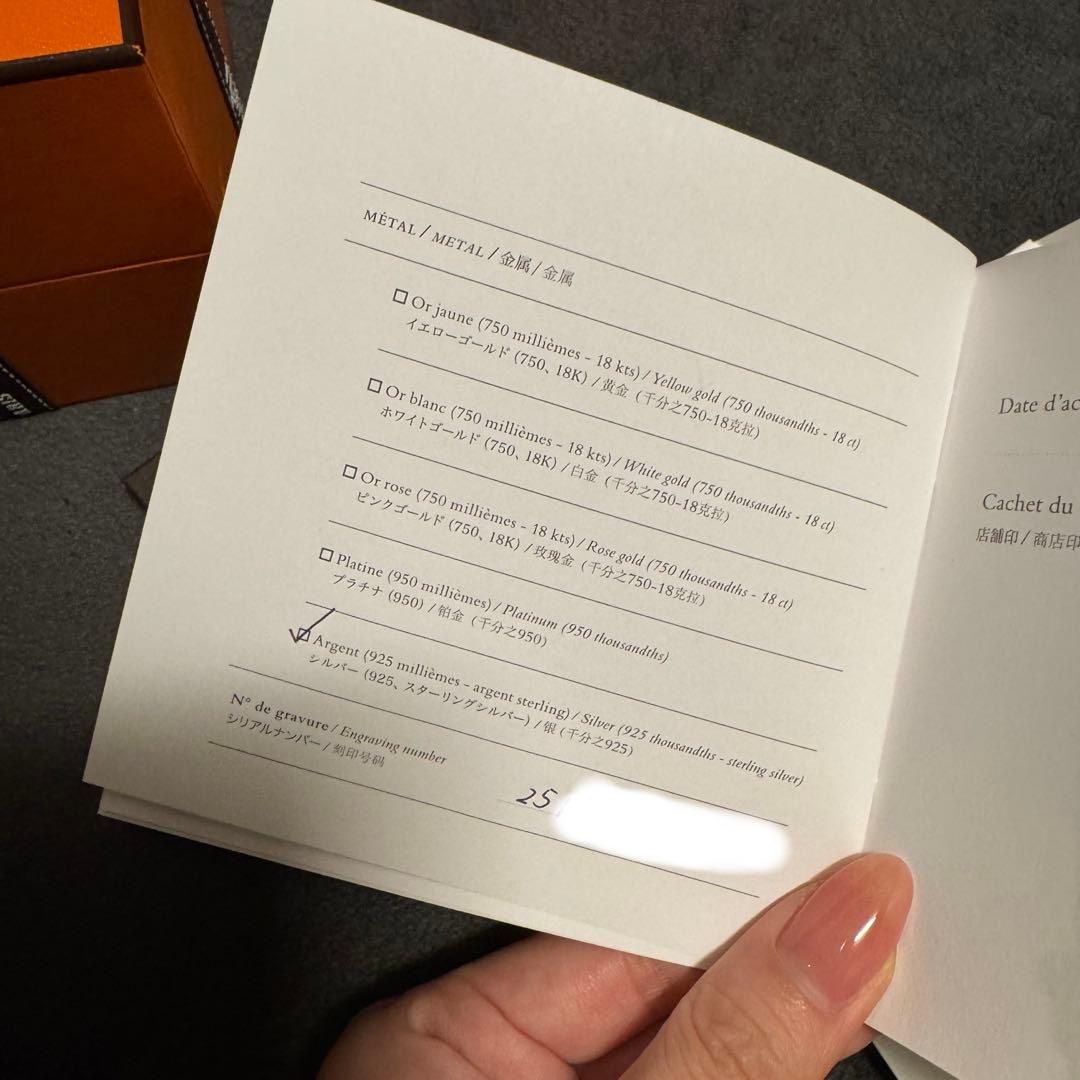 MÉTAL / METAL / 金属 / 金属
Or jaune (750 millièmes - 18 kts) / Yellow gold (750 thousandths - 18 ct)
イエローゴールド (750、18K) / 黄金 (千分之750-18克拉)
Or blanc (750 millièmes - 18 kts) / White gold (750 thousandths - 18 ct)
ホワイトゴールド (750、18K) / 白金 (千分之750-18克拉)
Or rose (750 millièmes - 18 kts) / Rose gold (750 thousandths - 18 ct)
ピンクゴールド (750、18K) / 玫瑰金 (千分之750-18克拉)
Platine (950 millièmes) / Platinum (950 thousandths)
プラチナ (950) / 铂金 (千分之950)
Argent (925 millièmes - argent sterling) / Silver (925 thousandths - sterling silver)
シルバー (925、スターリングシルバー) / 银 (千分之925)
N° de gravure / Engraving number
シリアルナンバー / 刻印号码
25
Date d'ac
Cachet du
店舗印 / 商店印